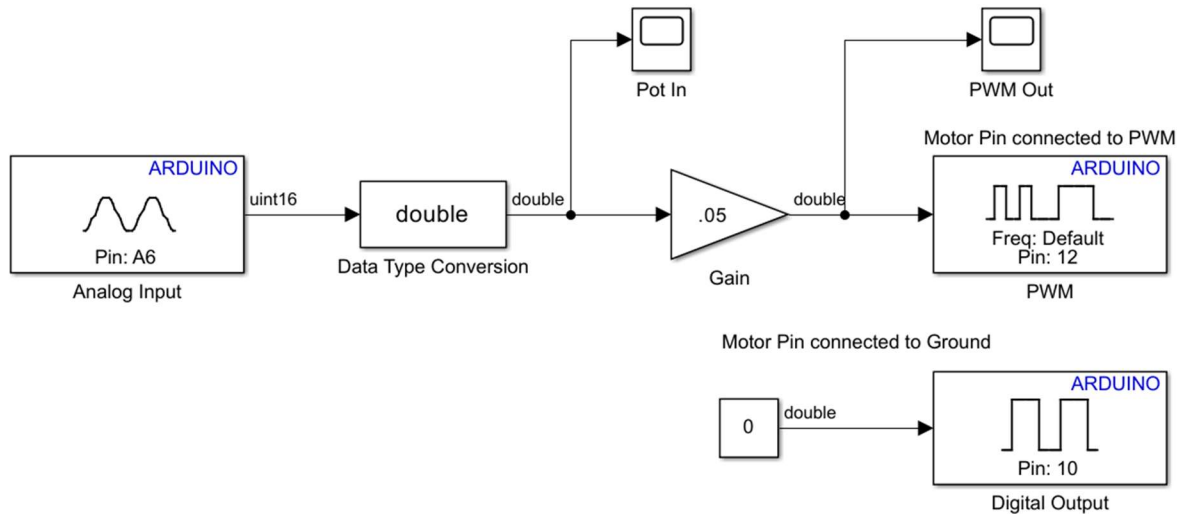 Pot In
PWM Out
Motor Pin connected to PWM
ARDUINO
Pin: A6
Analog Input
uint16
double
Data Type Conversion
double
.05
Gain
double
ARDUINO
Freq: Default
Pin: 12
PWM
Motor Pin connected to Ground
0
double
ARDUINO
Pin: 10
Digital Output